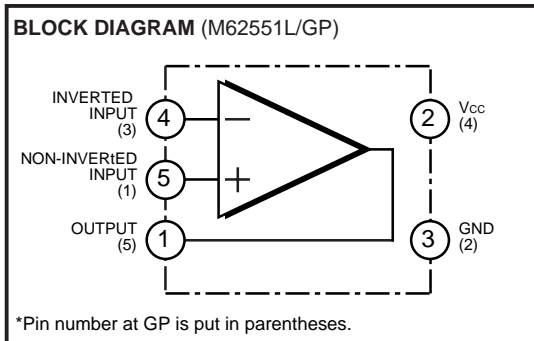 BLOCK DIAGRAM (M62551L/GP)
INVERTED
INPUT
(3)
4
−
2
Vcc
(4)
NON-INVERtED
INPUT
(1)
5
+
OUTPUT
(5)
1
3
GND
(2)
*Pin number at GP is put in parentheses.